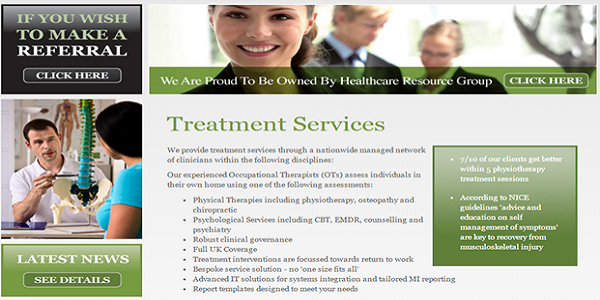 IF YOU WISH
TO MAKE A
REFERRAL
CLICK HERE
We Are Proud To Be Owned By Healthcare Resource Group
CLICK HERE
Treatment Services
We provide treatment services through a nationwide managed network
of clinicians within the following disciplines:
Our experienced Occupational Therapists (OTs) assess individuals in
their own home using one of the following assessments:
• Physical Therapies including physiotherapy, osteopathy and
chiropractic
• Psychological Services including CBT, EMDR, counselling and
psychiatry
• Robust clinical governance
• Full UK Coverage
• Treatment interventions are focussed towards return to work
• Bespoke service solution - no 'one size fits all'
• Advanced IT solutions for systems integration and tailored MI reporting
• Report templates designed to meet your needs
• 7/10 of our clients get better
within 5 physiotherapy
treatment sessions
• According to NICE
guidelines 'advice and
education on self
management of symptoms'
are key to recovery from
musculoskeletal injury
LATEST NEWS
SEE DETAILS